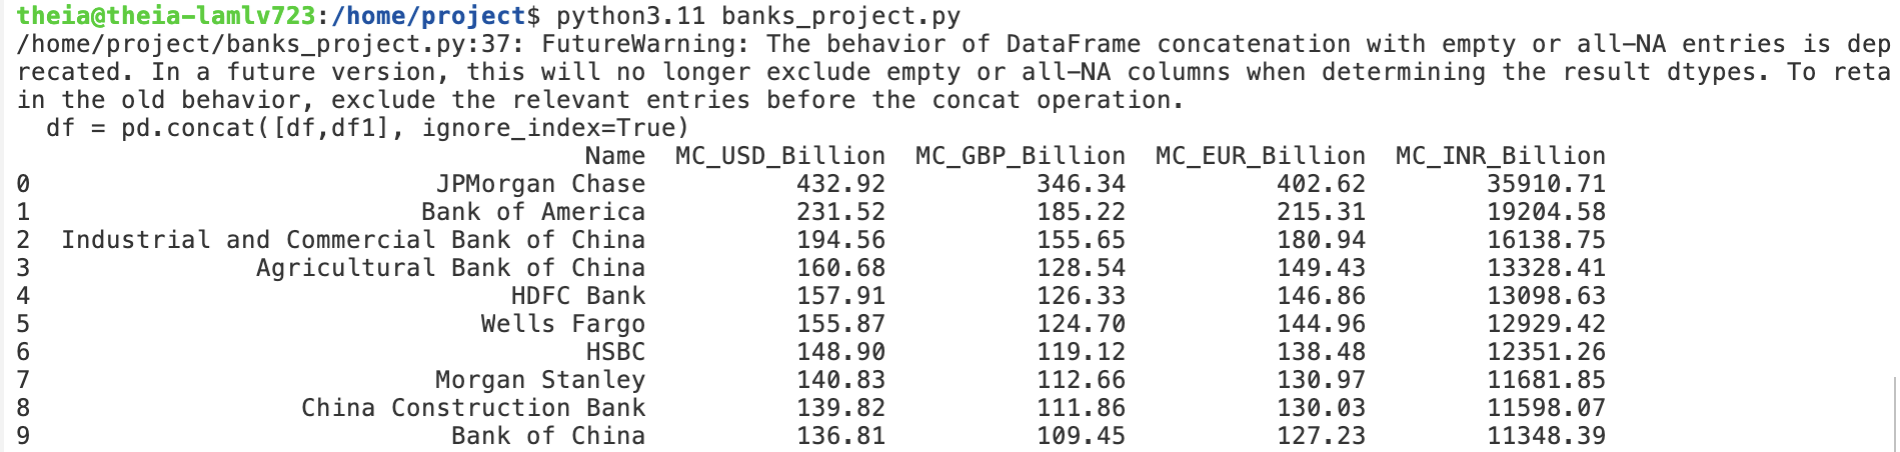 theia@theia-lamlv723:/home/project$ python3.11 banks_project.py
/home/project/banks_project.py:37: FutureWarning: The behavior of DataFrame concatenation with empty or all-NA entries is dep
recated. In a future version, this will no longer exclude empty or all-NA columns when determining the result dtypes. To reta
in the old behavior, exclude the relevant entries before the concat operation.
  df = pd.concat([df,df1], ignore_index=True)
                                      Name  MC_USD_Billion  MC_GBP_Billion  MC_EUR_Billion  MC_INR_Billion
0                           JPMorgan Chase          432.92          346.34          402.62        35910.71
1                          Bank of America          231.52          185.22          215.31        19204.58
2  Industrial and Commercial Bank of China          194.56          155.65          180.94        16138.75
3               Agricultural Bank of China          160.68          128.54          149.43        13328.41
4                                HDFC Bank          157.91          126.33          146.86        13098.63
5                              Wells Fargo          155.87          124.70          144.96        12929.42
6                                     HSBC          148.90          119.12          138.48        12351.26
7                           Morgan Stanley          140.83          112.66          130.97        11681.85
8                  China Construction Bank          139.82          111.86          130.03        11598.07
9                            Bank of China          136.81          109.45          127.23        11348.39